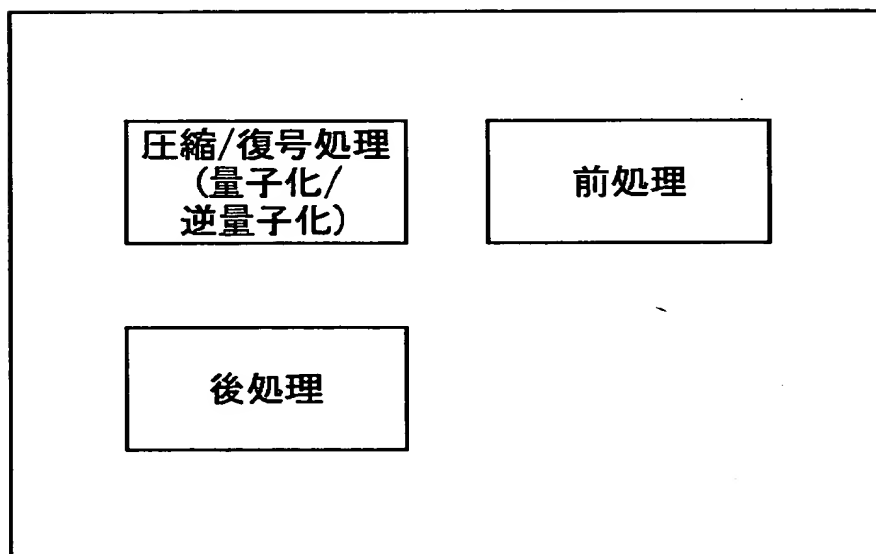 圧縮/復号処理
(量子化/
逆量子化)
前処理
後処理